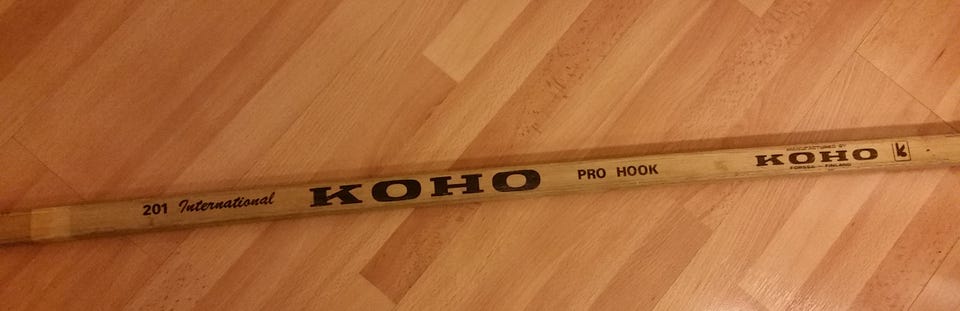 201 International KOHO PRO HOOK
MANUFACTURED BY
KOHO
FORSSA — FINLAND